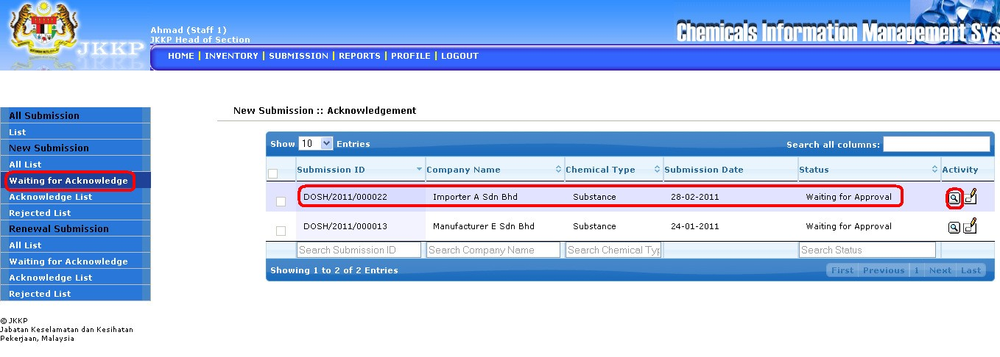 JKKP
Ahmad (Staff 1)
JKKP Head of Section
Chemicals Information Management Sys
HOME | INVENTORY | SUBMISSION | REPORTS | PROFILE | LOGOUT
All Submission
List
New Submission
All List
Waiting for Acknowledge
Acknowledge List
Rejected List
Renewal Submission
All List
Waiting for Acknowledge
Acknowledge List
Rejected List
© JKKP
Jabatan Keselamatan dan Kesihatan
Pekerjaan, Malaysia
New Submission :: Acknowledgement
Show 10 Entries Search all columns:
Submission ID Company Name Chemical Type Submission Date Status Activity
DOSH/2011/000022 Importer A Sdn Bhd Substance 28-02-2011 Waiting for Approval
DOSH/2011/000013 Manufacturer E Sdn Bhd Substance 24-01-2011 Waiting for Approval
Search Submission ID Search Company Name Search Chemical Typ Search Status
Showing 1 to 2 of 2 Entries First Previous 1 Next Last